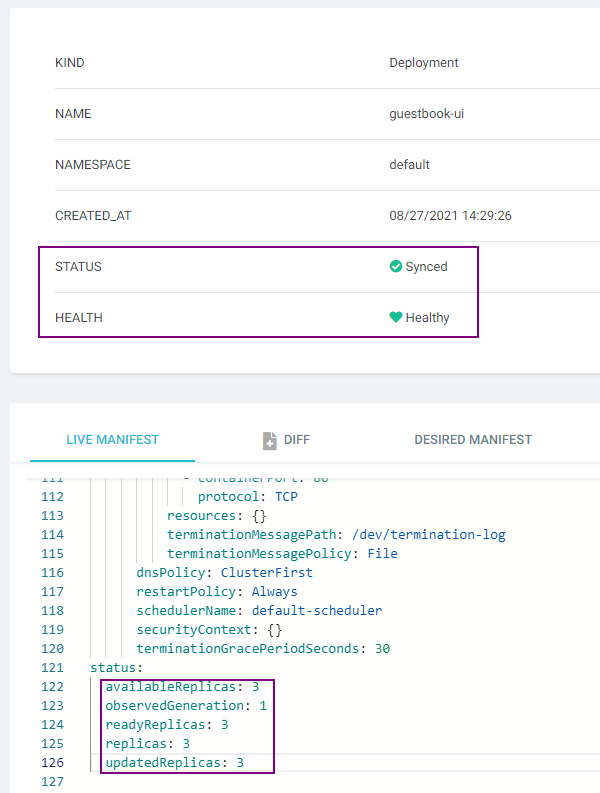 KIND Deployment
NAME guestbook-ui
NAMESPACE default
CREATED_AT 08/27/2021 14:29:26
STATUS Synced
HEALTH Healthy
LIVE MANIFEST DIFF DESIRED MANIFEST
111 - containerPort: 80
112 protocol: TCP
113 resources: {}
114 terminationMessagePath: /dev/termination-log
115 terminationMessagePolicy: File
116 dnsPolicy: ClusterFirst
117 restartPolicy: Always
118 schedulerName: default-scheduler
119 securityContext: {}
120 terminationGracePeriodSeconds: 30
121 status:
122 availableReplicas: 3
123 observedGeneration: 1
124 readyReplicas: 3
125 replicas: 3
126 updatedReplicas: 3
127